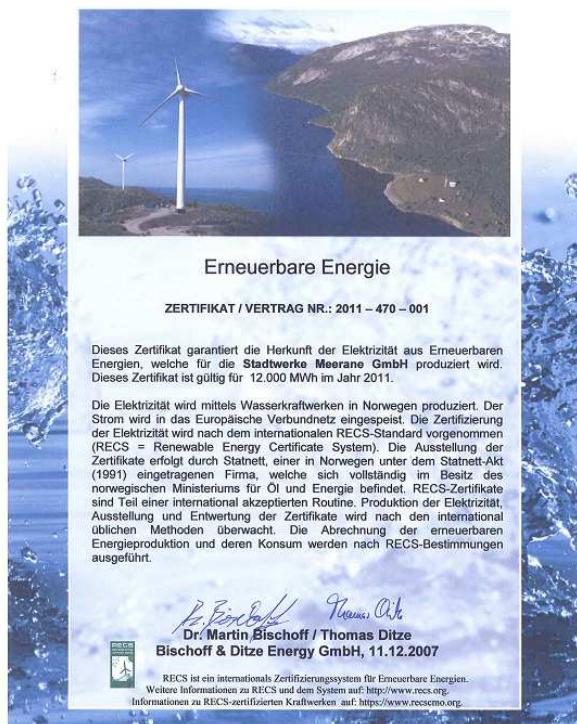 Erneuerbare Energie
ZERTIFIKAT / VERTRAG NR.: 2011 – 470 – 001
Dieses Zertifikat garantiert die Herkunft der Elektrizität aus Erneuerbaren
Energien, welche für die Stadtwerke Meerane GmbH produziert wird.
Dieses Zertifikat ist gültig für 12.000 MWh im Jahr 2011.
Die Elektrizität wird mittels Wasserkraftwerken in Norwegen produziert. Der
Strom wird in das Europäische Verbundnetz eingespeist. Die Zertifizierung
der Elektrizität wird nach dem internationalen RECS-Standard vorgenommen
(RECS = Renewable Energy Certificate System). Die Ausstellung der
Zertifikate erfolgt durch Statnett, einer in Norwegen unter dem Statnett-Akt
(1991) eingetragenen Firma, welche sich vollständig im Besitz des
norwegischen Ministeriums für Öl und Energie befindet. RECS-Zertifikate
sind Teil einer international akzeptierten Routine. Produktion der Elektrizität,
Ausstellung und Entwertung der Zertifikate wird nach den international
üblichen Methoden überwacht. Die Abrechnung der erneuerbaren
Energieproduktion und deren Konsum werden nach RECS-Bestimmungen
ausgeführt.
Dr. Martin Bischoff / Thomas Ditze
Bischoff & Ditze Energy GmbH, 11.12.2007
RECS
RECS ist ein internationals Zertifizierungssystem für Erneuerbare Energien.
Weitere Informationen zu RECS und dem System auf: http://www.recs.org.
Informationen zu RECS-zertifizierten Kraftwerken auf: https://www.recscmo.org.